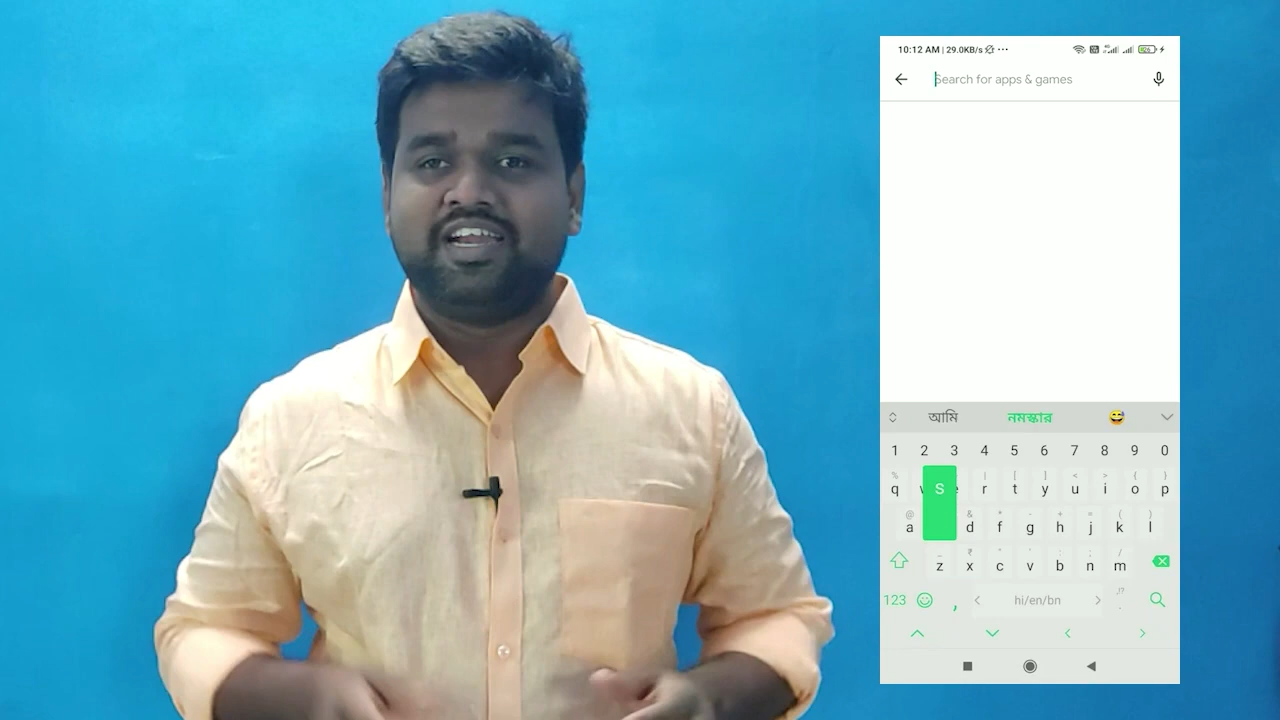 10:12 AM | 29.0KB/s
Search for apps & games
আমি নমস্কার
1 2 3 4 5 6 7 8 9 0
% | [ ] < > { }
q w S e r t y u i o p
@ & * - + = ( )
a d f g h j k l
_ ₹ " ' : ; /
z x c v b n m
,!?
123 , < hi/en/bn > .